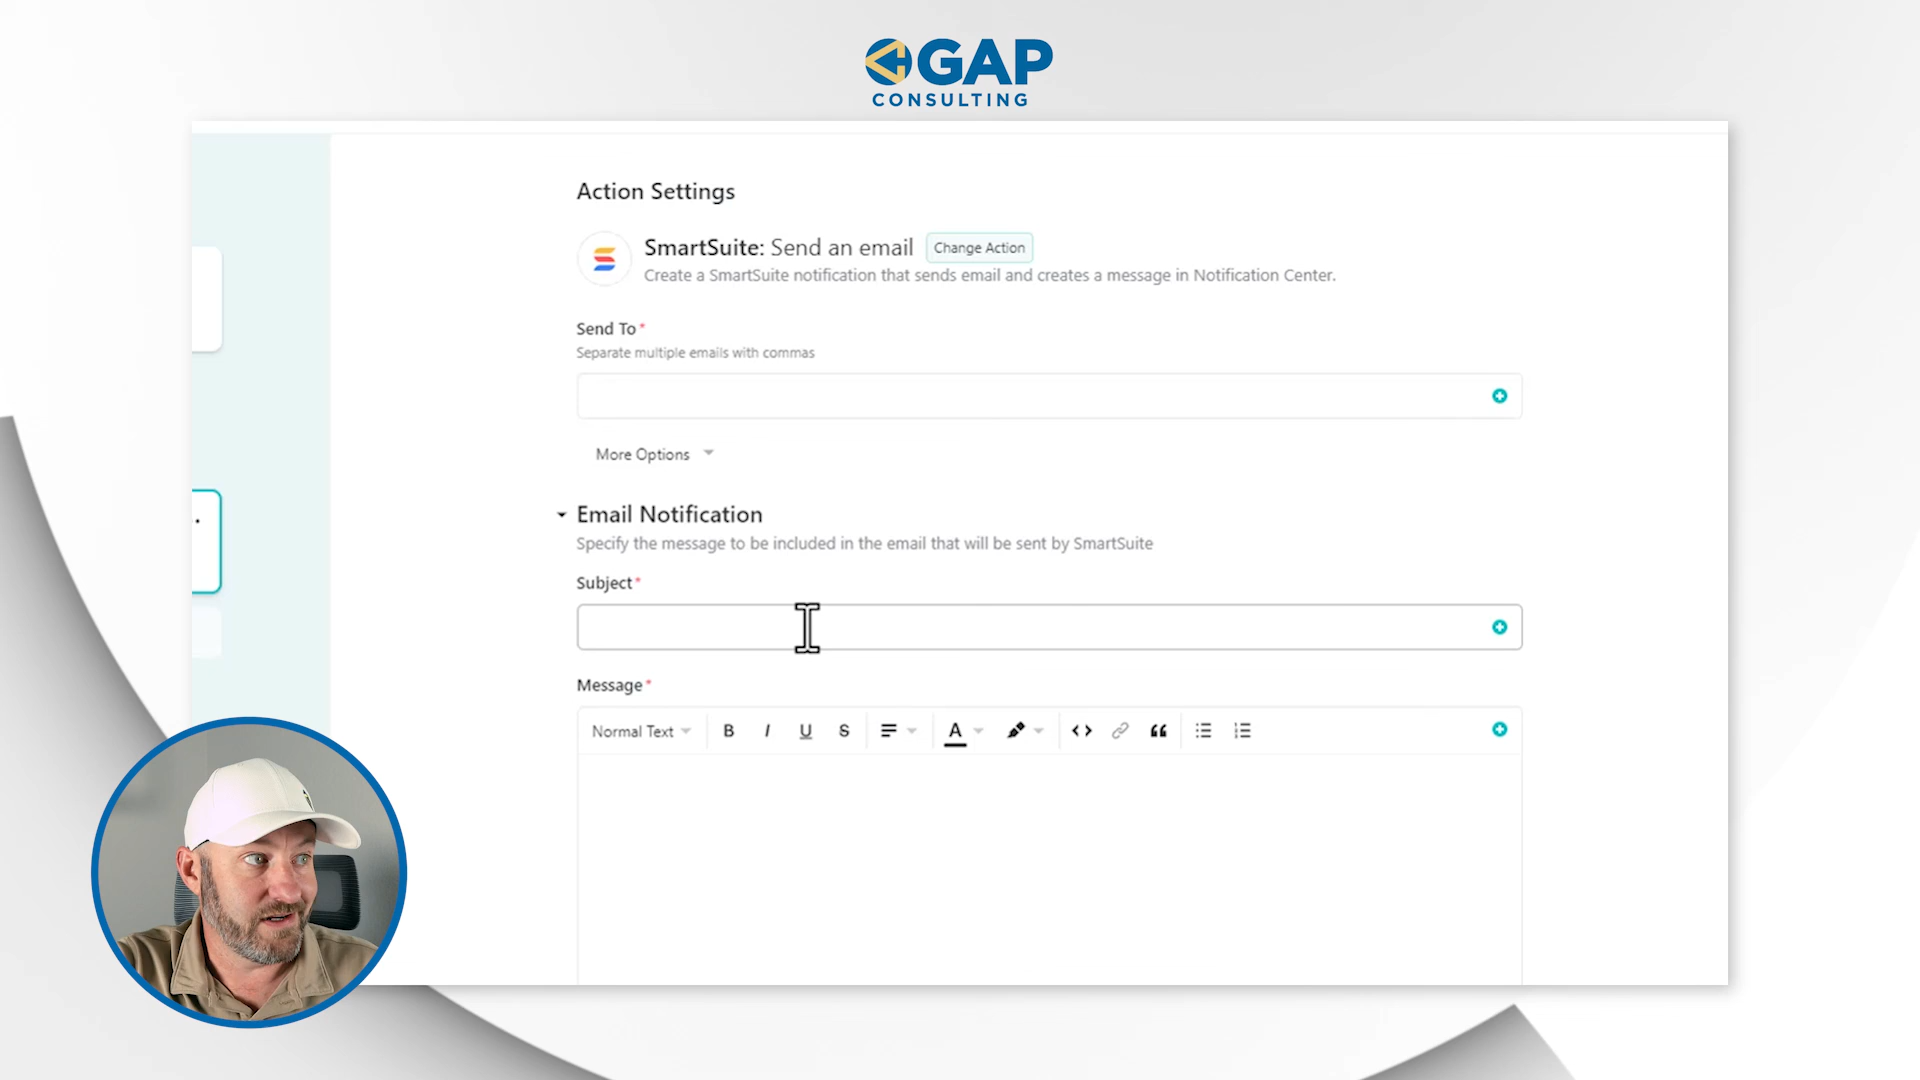 GAP
CONSULTING
Action Settings
SmartSuite: Send an email
Change Action
Create a SmartSuite notification that sends email and creates a message in Notification Center.
Send To*
Separate multiple emails with commas
More Options
Email Notification
Specify the message to be included in the email that will be sent by SmartSuite
Subject*
Message*
Normal Text B I U S A